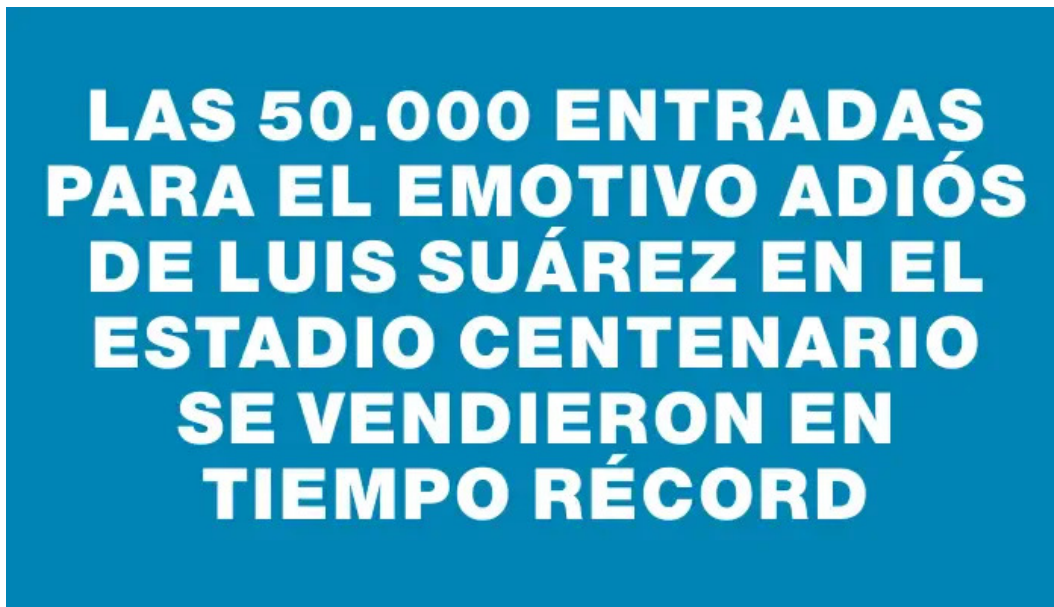 LAS 50.000 ENTRADAS
PARA EL EMOTIVO ADIÓS
DE LUIS SUÁREZ EN EL
ESTADIO CENTENARIO
SE VENDIERON EN
TIEMPO RÉCORD